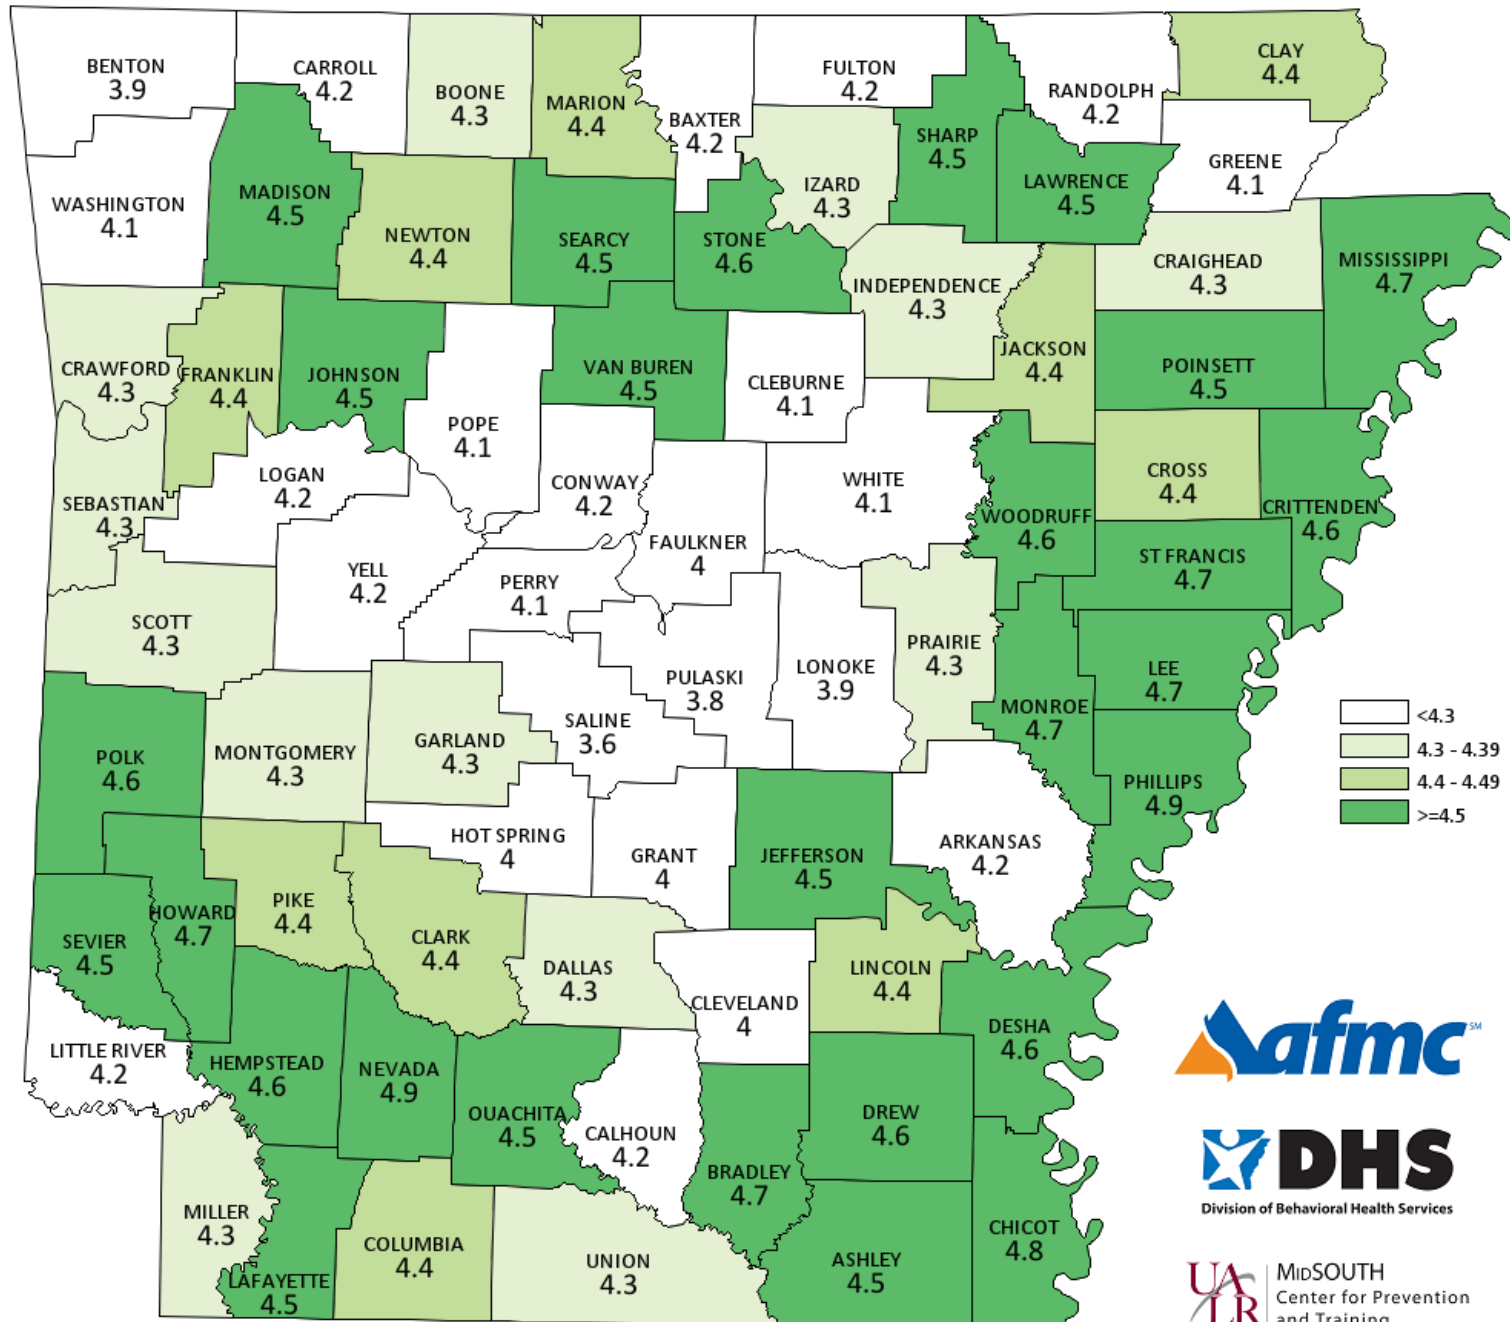 BENTON
3.9
CARROLL
4.2
BOONE
4.3
MARION
4.4
BAXTER
4.2
FULTON
4.2
SHARP
4.5
RANDOLPH
4.2
CLAY
4.4
GREENE
4.1
WASHINGTON
4.1
MADISON
4.5
NEWTON
4.4
SEARCY
4.5
STONE
4.6
IZARD
4.3
LAWRENCE
4.5
INDEPENDENCE
4.3
CRAIGHEAD
4.3
MISSISSIPPI
4.7
CRAWFORD
4.3
FRANKLIN
4.4
JOHNSON
4.5
POPE
4.1
VAN BUREN
4.5
CLEBURNE
4.1
JACKSON
4.4
POINSETT
4.5
SEBASTIAN
4.3
LOGAN
4.2
CONWAY
4.2
FAULKNER
4
WHITE
4.1
WOODRUFF
4.6
CROSS
4.4
CRITTENDEN
4.6
ST FRANCIS
4.7
SCOTT
4.3
YELL
4.2
PERRY
4.1
PULASKI
3.8
LONOKE
3.9
PRAIRIE
4.3
MONROE
4.7
LEE
4.7
POLK
4.6
MONTGOMERY
4.3
GARLAND
4.3
SALINE
3.6
PHILLIPS
4.9
<4.3
4.3 - 4.39
4.4 - 4.49
>=4.5
HOT SPRING
4
GRANT
4
JEFFERSON
4.5
ARKANSAS
4.2
SEVIER
4.5
HOWARD
4.7
PIKE
4.4
CLARK
4.4
DALLAS
4.3
CLEVELAND
4
LINCOLN
4.4
DESHA
4.6
LITTLE RIVER
4.2
HEMPSTEAD
4.6
NEVADA
4.9
OUACHITA
4.5
CALHOUN
4.2
BRADLEY
4.7
DREW
4.6
MILLER
4.3
LAFAYETTE
4.5
COLUMBIA
4.4
UNION
4.3
ASHLEY
4.5
CHICOT
4.8
afmc SM
DHS
Division of Behavioral Health Services
UA
LR
MIDSOUTH
Center for Prevention
and Training